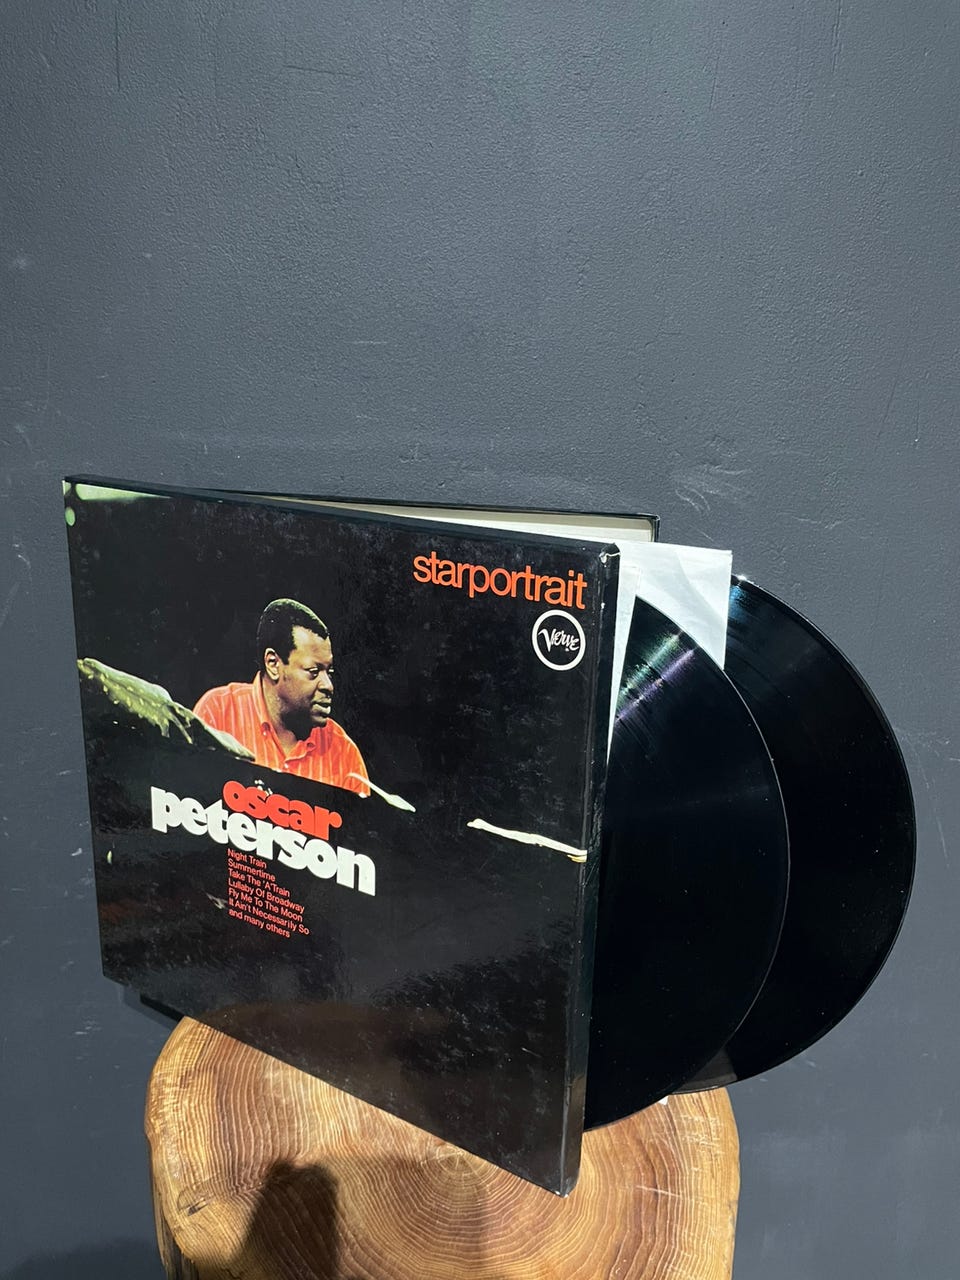 starportrait
Verve
oscar
peterson
Night Train
Summertime
Take The 'A' Train
Lullaby Of Broadway
Fly Me To The Moon
It Ain't Necessarily So
and many others